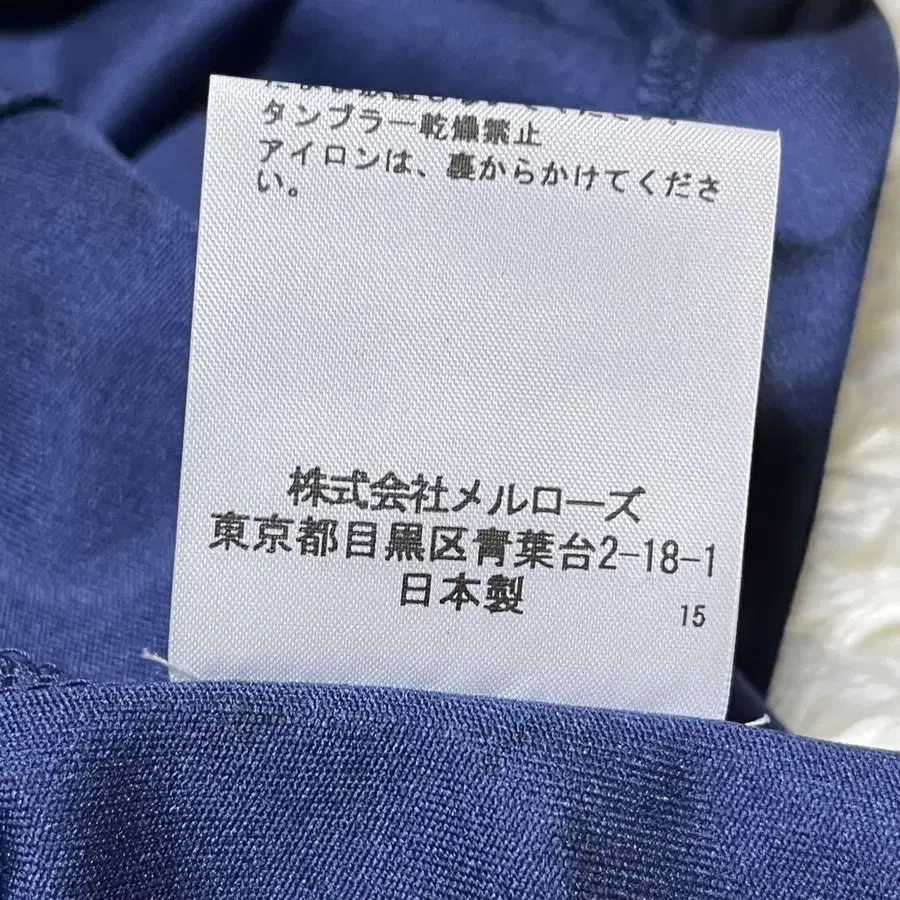 タンブラー乾燥禁止
アイロンは、裏からかけてくださ
い。
株式会社メルローズ
東京都目黒区青葉台2-18-1
日本製
15